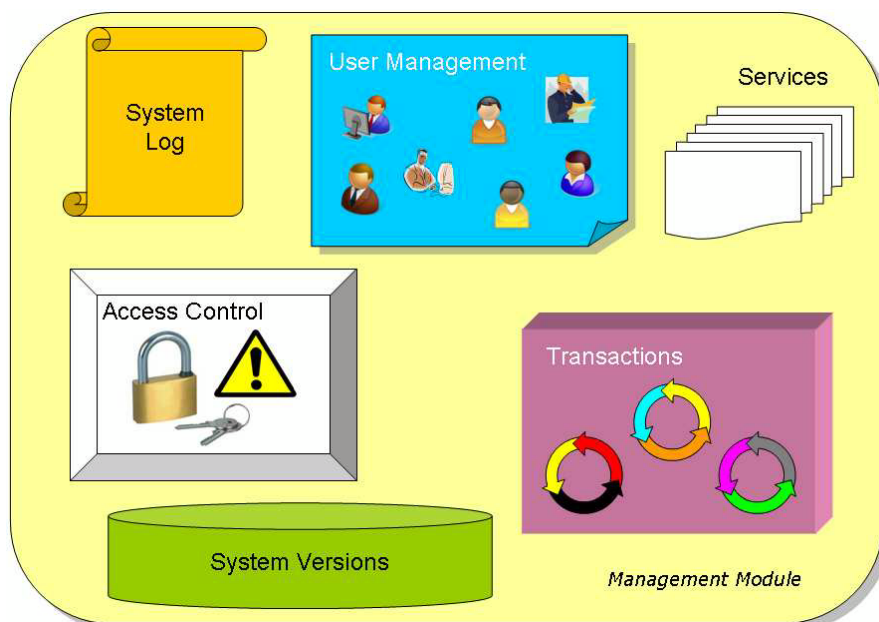 System
Log
User Management
Services
Access Control
Transactions
System Versions
Management Module